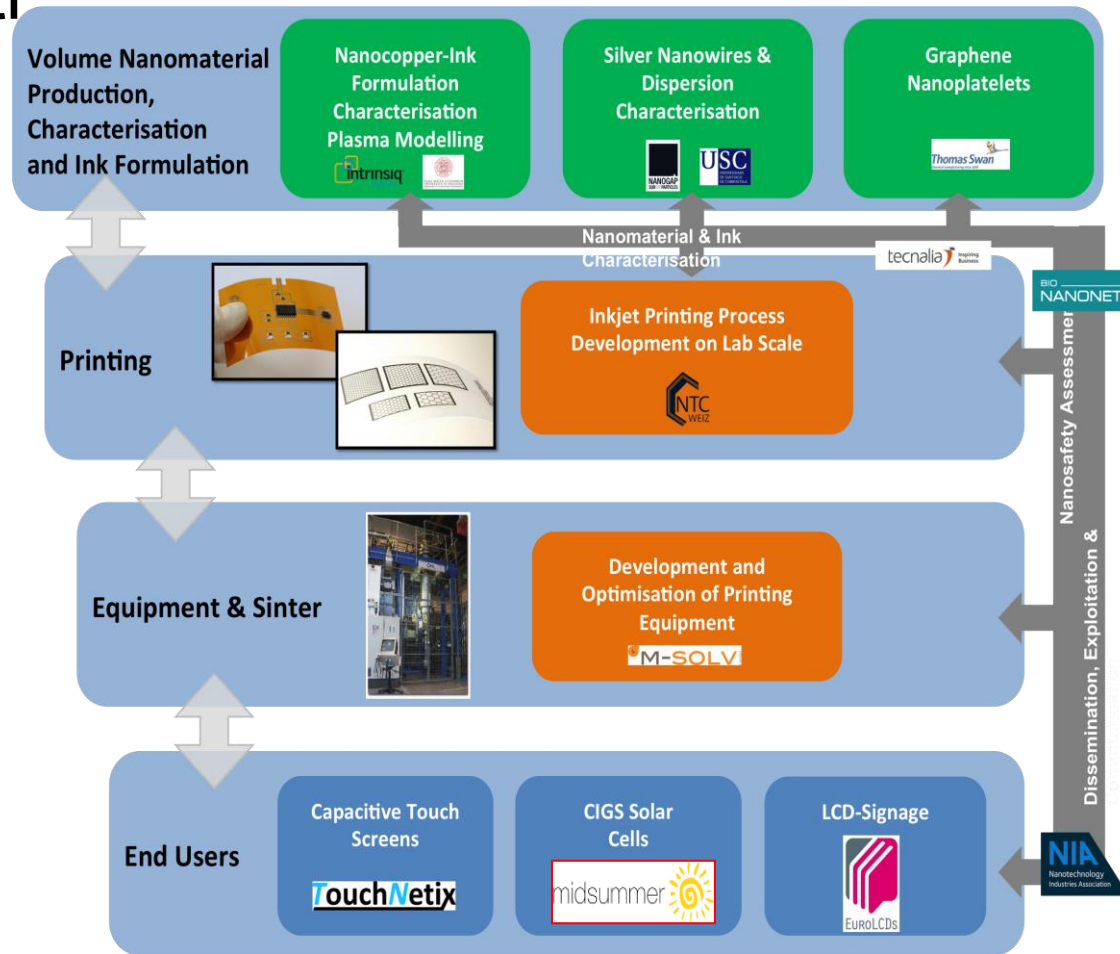 Volume Nanomaterial
Production,
Characterisation
and Ink Formulation
Nanocopper-Ink
Formulation
Characterisation
Plasma Modelling
intrinsiq
Silver Nanowires &
Dispersion
Characterisation
NANOGAP
USC
Graphene
Nanoplatelets
Thomas Swan
Nanomaterial & Ink
Characterisation
tecnalia Inspiring
Business
BIO
NANONET
Printing
Inkjet Printing Process
Development on Lab Scale
NTC
WEIZ
Nanosafety Assessmen
Equipment & Sinter
Development and
Optimisation of Printing
Equipment
M-SOLV
Dissemination, Exploitation &
End Users
Capacitive Touch
Screens
TouchNetix
CIGS Solar
Cells
midsummer
LCD-Signage
EUROLCDS
NIA
Nanotechnology
Industries Association